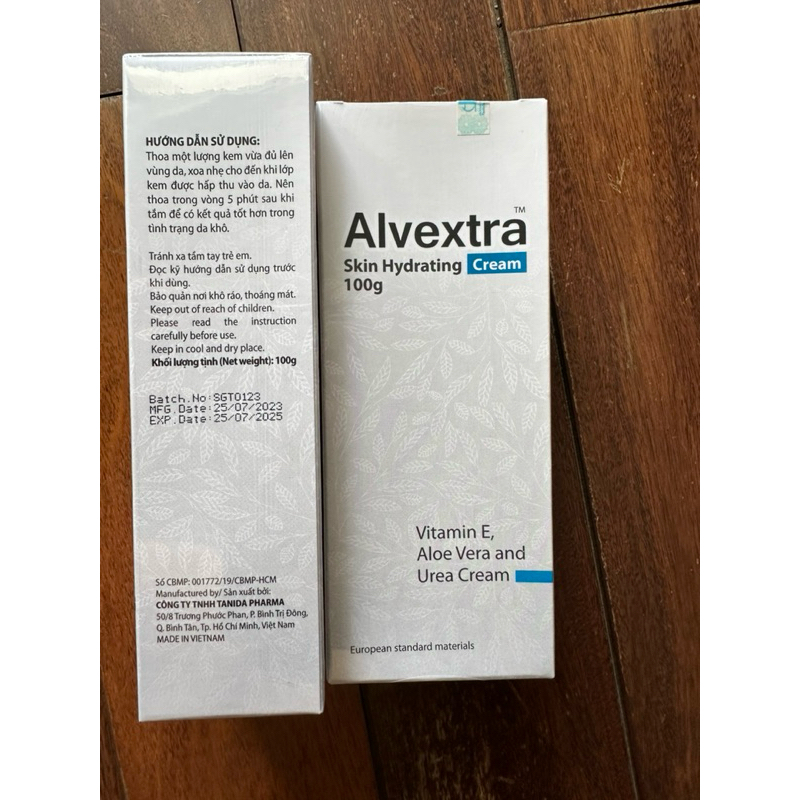 HƯỚNG DẪN SỬ DỤNG:
Thoa một lượng kem vừa đủ lên
vùng da, xoa nhẹ cho đến khi lớp
kem được hấp thu vào da. Nên
thoa trong vòng 5 phút sau khi
tắm để có kết quả tốt hơn trong
tình trạng da khô.
Tránh xa tầm tay trẻ em.
Đọc kỹ hướng dẫn sử dụng trước
khi dùng.
Bảo quản nơi khô ráo, thoáng mát.
Keep out of reach of children.
Please read the instruction
carefully before use.
Keep in cool and dry place.
Khối lượng tịnh (Net weight): 100g
Batch.No:SGT0123
MFG.Date:25/07/2023
EXP.Date:25/07/2025
Số CBMP: 001772/19/CBMP-HCM
Manufactured by/ Sản xuất bởi:
CÔNG TY TNHH TANIDA PHARMA
50/8 Trương Phước Phan, P. Bình Trị Đông,
Q. Bình Tân, Tp. Hồ Chí Minh, Việt Nam
MADE IN VIETNAM
Alvextra™
Skin Hydrating Cream
100g
Vitamin E,
Aloe Vera and
Urea Cream
European standard materials